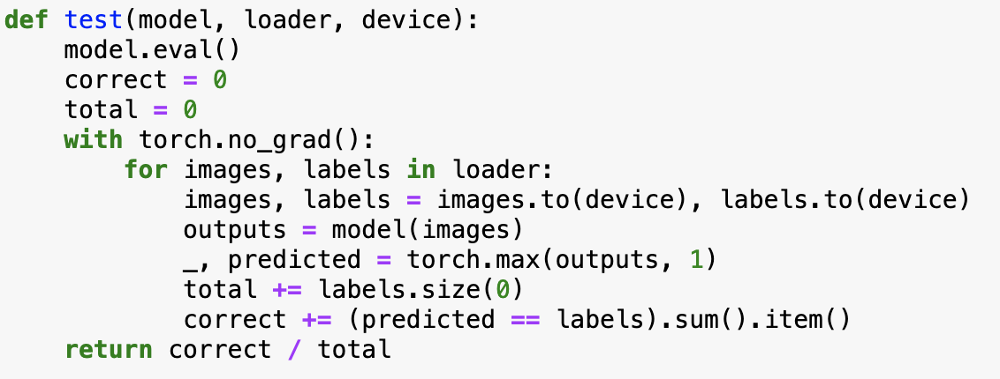 def test(model, loader, device):
    model.eval()
    correct = 0
    total = 0
    with torch.no_grad():
        for images, labels in loader:
            images, labels = images.to(device), labels.to(device)
            outputs = model(images)
            _, predicted = torch.max(outputs, 1)
            total += labels.size(0)
            correct += (predicted == labels).sum().item()
    return correct / total